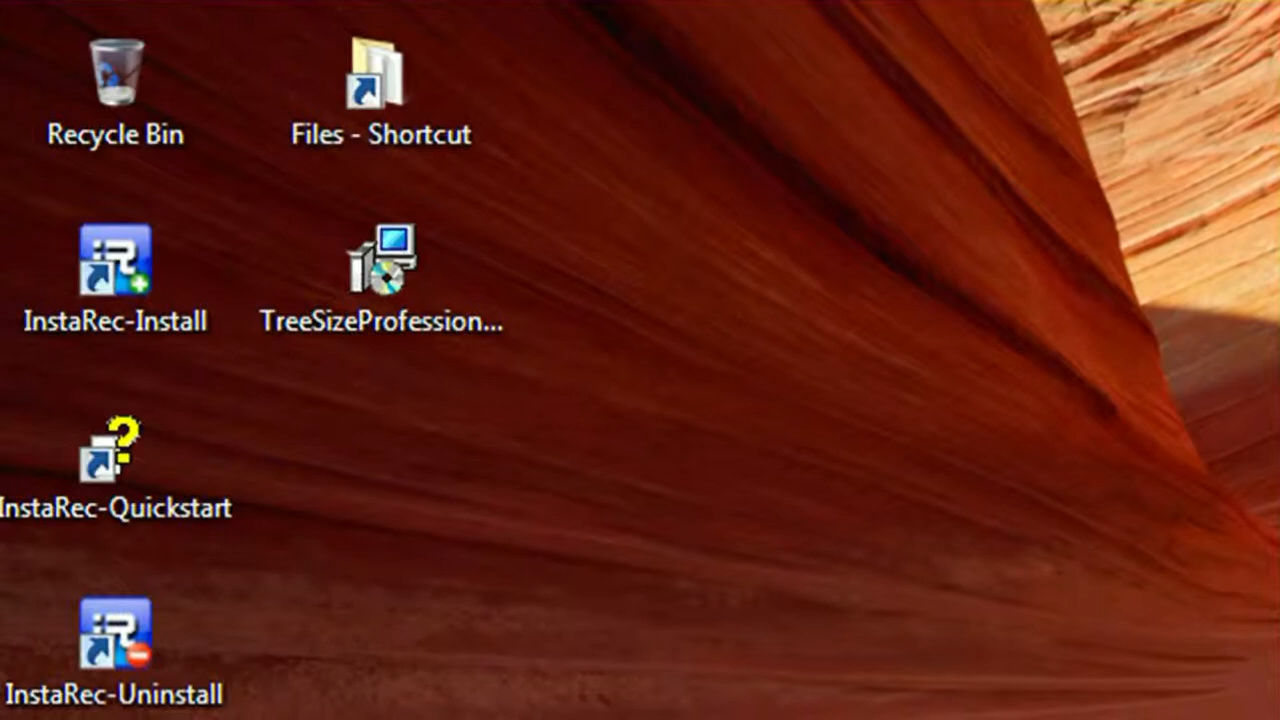 Recycle Bin
Files - Shortcut
InstaRec-Install
TreeSizeProfession...
InstaRec-Quickstart
InstaRec-Uninstall